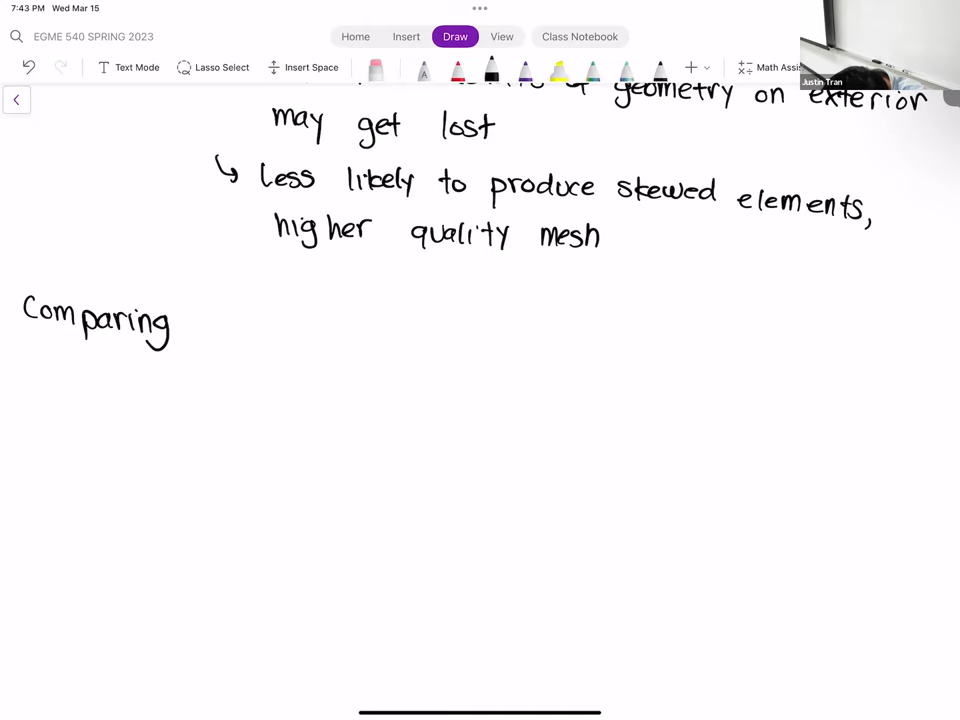 7:43 PM Wed Mar 15
EGME 540 SPRING 2023
Home Insert Draw View Class Notebook
Text Mode Lasso Select Insert Space Math Assis
Justin Tran
geometry on exterior
may get lost
↳ less likely to produce skewed elements,
higher quality mesh
Comparing